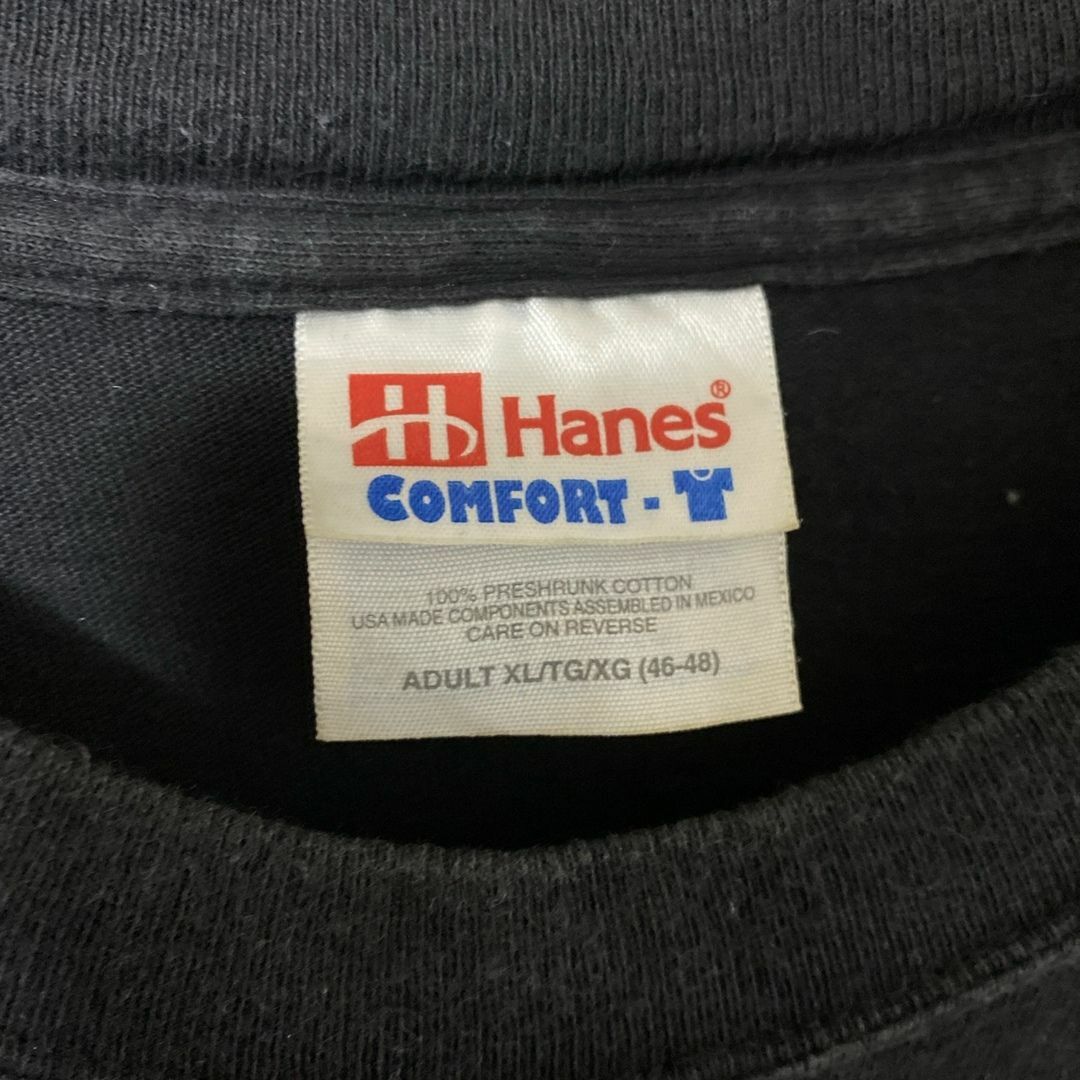 H Hanes®
COMFORT-T
100% PRESHRUNK COTTON
USA MADE COMPONENTS ASSEMBLED IN MEXICO
CARE ON REVERSE
ADULT XL/TG/XG (46-48)